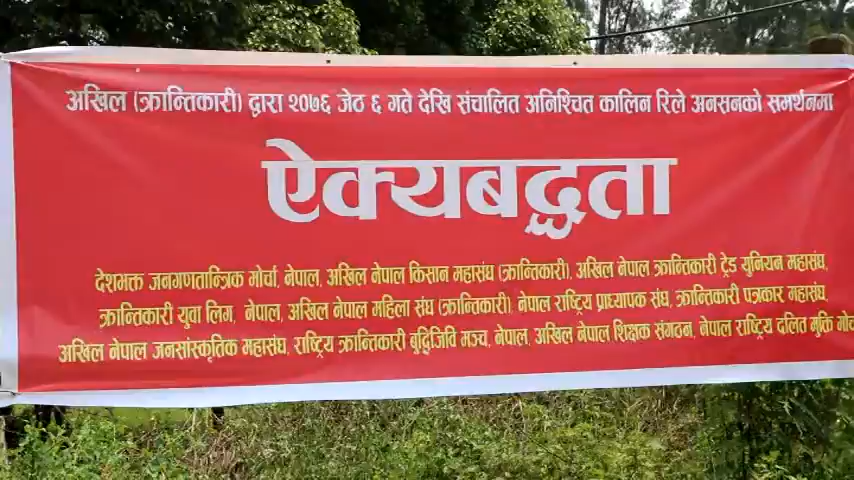 अखिल (क्रान्तिकारी) द्वारा २०७६ जेठ ६ गते देखि संचालित अनिश्चित कालिन रिले अनसनको समर्थनमा
ऐक्यबद्धता
देशभक्त जनगणतान्त्रिक मोर्चा, नेपाल, अखिल नेपाल किसान महासंघ (क्रान्तिकारी), अखिल नेपाल क्रान्तिकारी ट्रेड युनियन महासंघ,
क्रान्तिकारी युवा लिग, नेपाल, अखिल नेपाल महिला संघ (क्रान्तिकारी), नेपाल राष्ट्रिय प्राध्यापक संघ, क्रान्तिकारी पत्रकार महासंघ,
अखिल नेपाल जनसांस्कृतिक महासंघ, राष्ट्रिय क्रान्तिकारी बुद्धिजिवि मञ्च, नेपाल, अखिल नेपाल शिक्षक संगठन, नेपाल राष्ट्रिय दलित मुक्ति